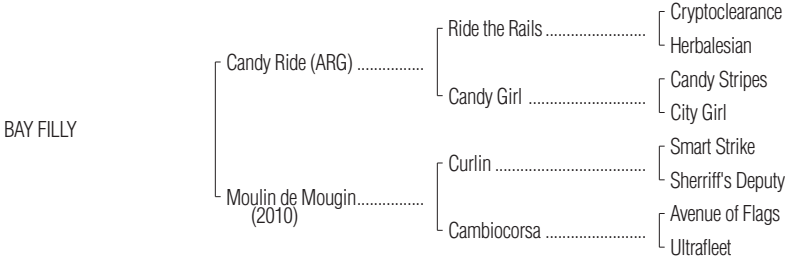 Cryptoclearance
Ride the Rails ........................
Herbalesian
Candy Ride (ARG) ................
Candy Stripes
Candy Girl ............................
City Girl
BAY FILLY
Smart Strike
Curlin ....................................
Sherriff's Deputy
Moulin de Mougin................
(2010)
Avenue of Flags
Cambiocorsa ........................
Ultrafleet